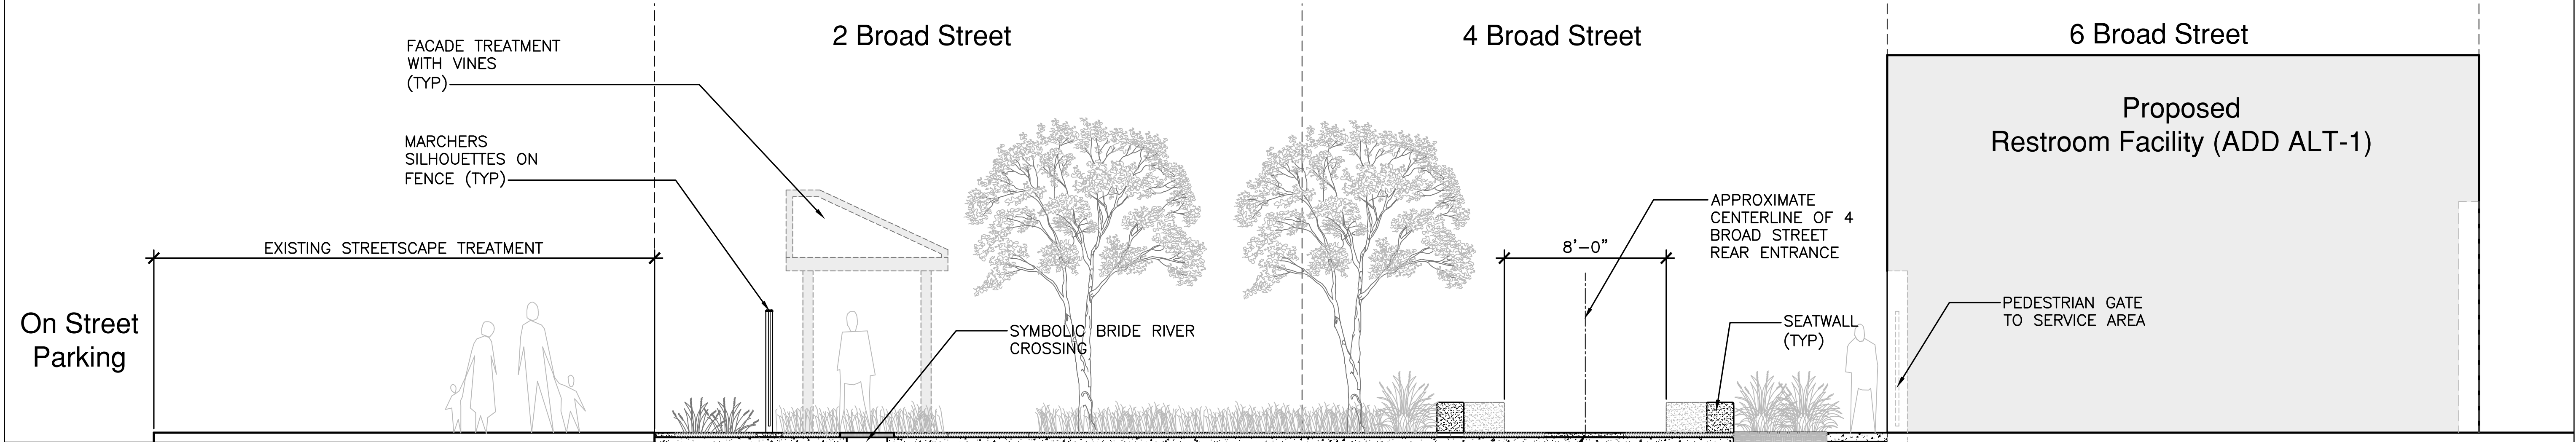 2 Broad Street
4 Broad Street
6 Broad Street
FACADE TREATMENT
WITH VINES
(TYP)
MARCHERS
SILHOUETTES ON
FENCE (TYP)
EXISTING STREETSCAPE TREATMENT
On Street
Parking
SYMBOLIC BRIDE RIVER
CROSSING
8'-0"
APPROXIMATE
CENTERLINE OF 4
BROAD STREET
REAR ENTRANCE
SEATWALL
(TYP)
Proposed
Restroom Facility (ADD ALT-1)
PEDESTRIAN GATE
TO SERVICE AREA